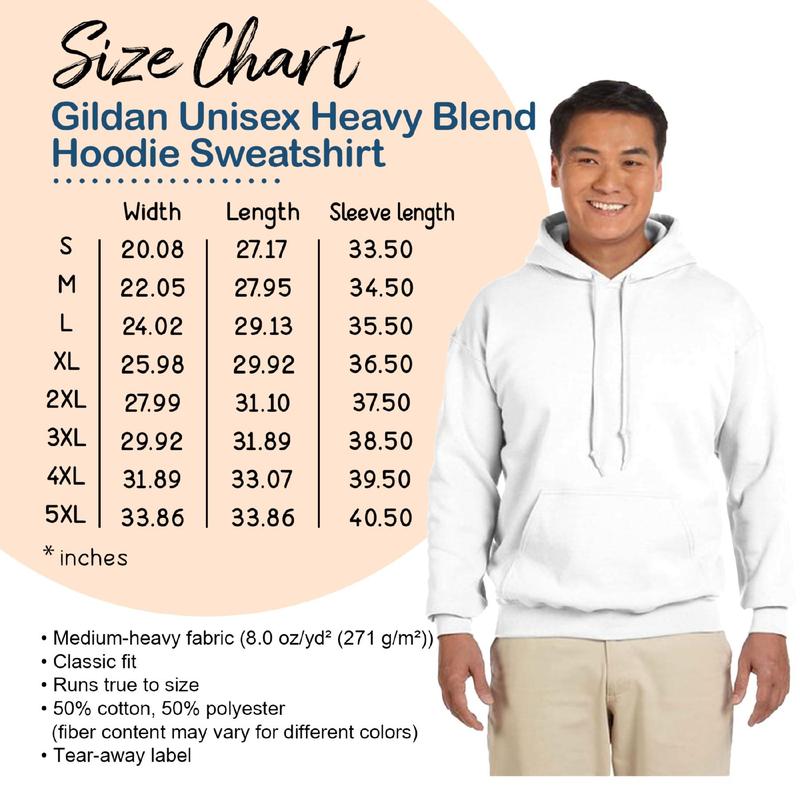 Size Chart
Gildan Unisex Heavy Blend
Hoodie Sweatshirt
Width Length Sleeve length
S 20.08 27.17 33.50
M 22.05 27.95 34.50
L 24.02 29.13 35.50
XL 25.98 29.92 36.50
2XL 27.99 31.10 37.50
3XL 29.92 31.89 38.50
4XL 31.89 33.07 39.50
5XL 33.86 33.86 40.50
* inches
• Medium-heavy fabric (8.0 oz/yd² (271 g/m²))
• Classic fit
• Runs true to size
• 50% cotton, 50% polyester
(fiber content may vary for different colors)
• Tear-away label